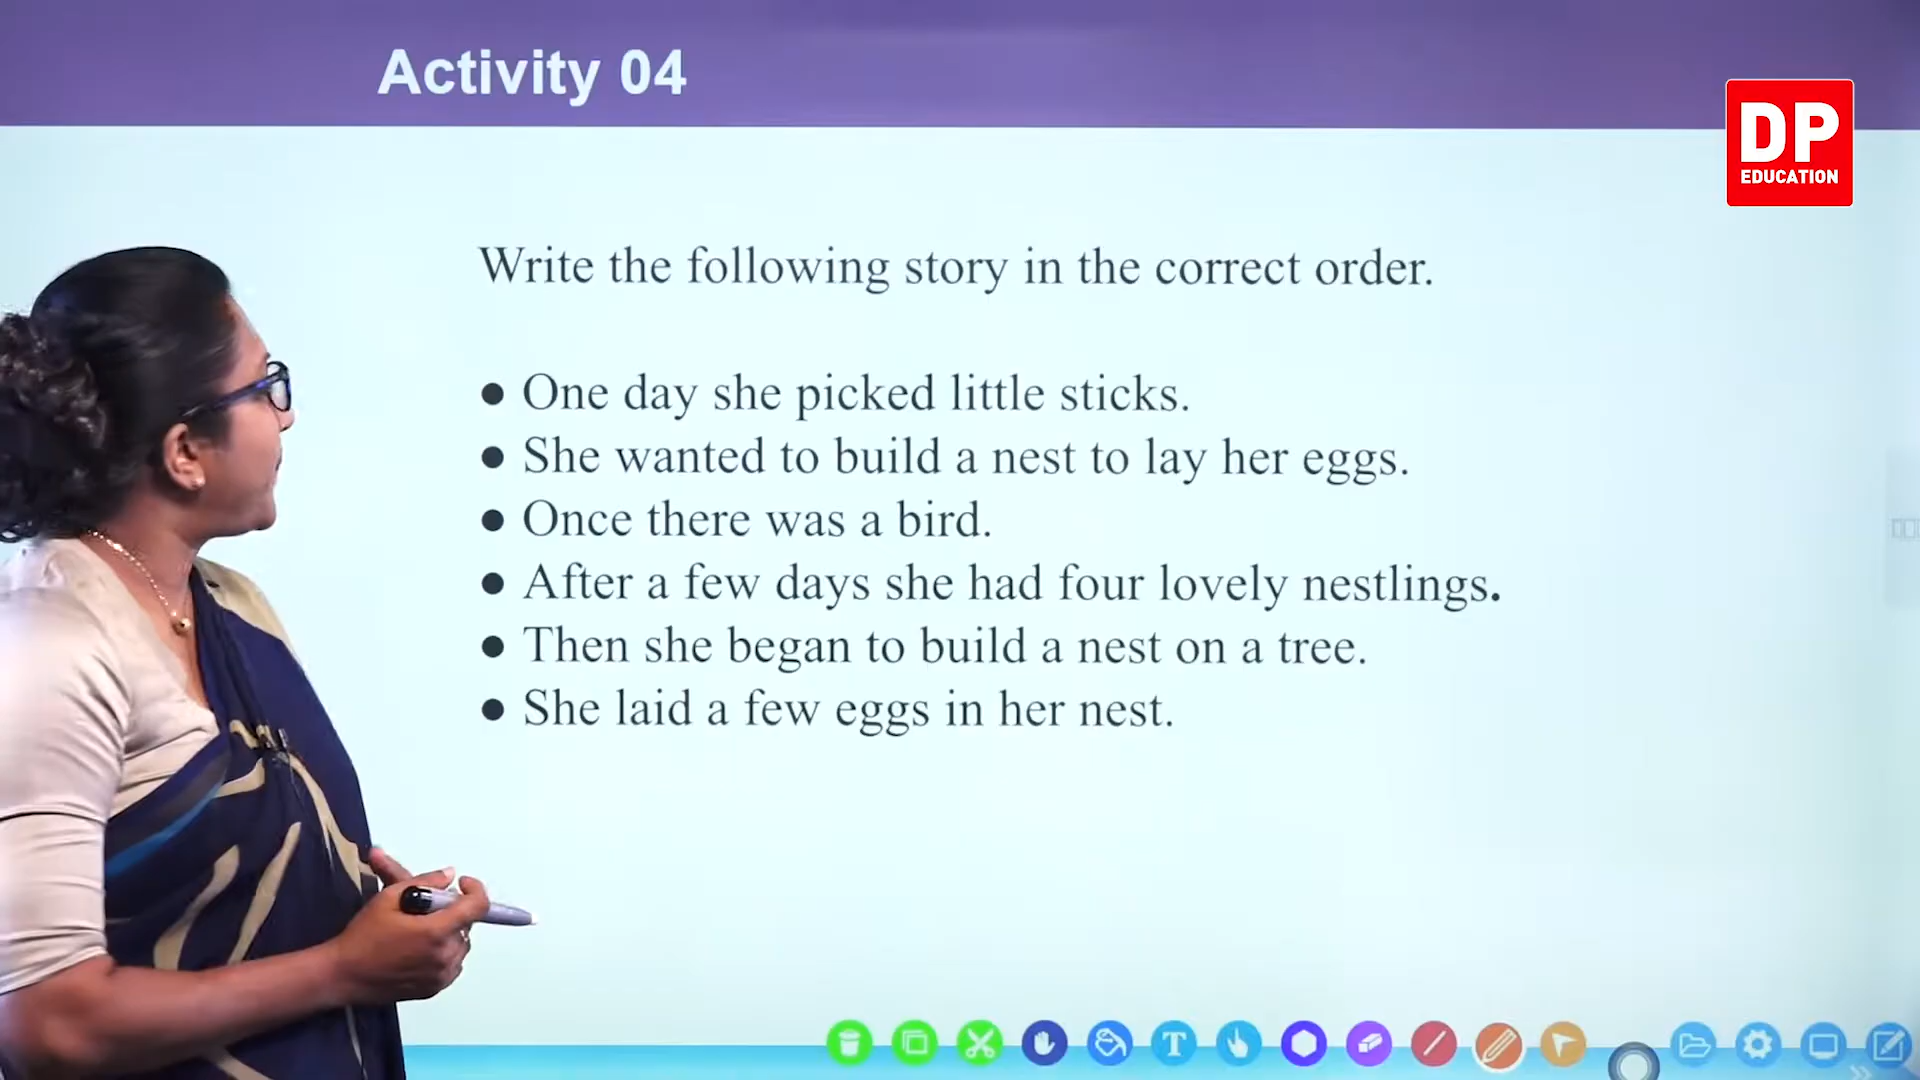 Activity 04
DP
EDUCATION
Write the following story in the correct order.
● One day she picked little sticks.
● She wanted to build a nest to lay her eggs.
● Once there was a bird.
● After a few days she had four lovely nestlings.
● Then she began to build a nest on a tree.
● She laid a few eggs in her nest.
T